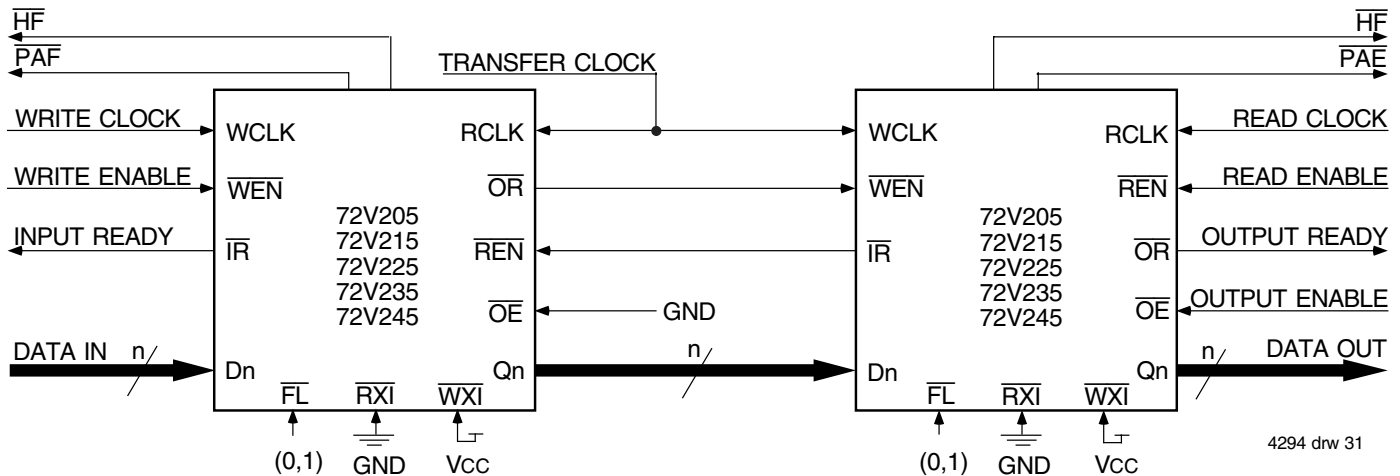 HF HF
PAF TRANSFER CLOCK PAE
WRITE CLOCK WCLK RCLK WCLK RCLK READ CLOCK
WRITE ENABLE WEN OR WEN REN READ ENABLE
72V205 72V205
INPUT READY IR 72V215 REN IR 72V215 OR OUTPUT READY
72V225 72V225
72V235 OE GND 72V235 OE OUTPUT ENABLE
72V245 72V245
DATA IN n Dn Qn n Dn Qn n DATA OUT
FL RXI WXI FL RXI WXI
(0,1) GND VCC (0,1) GND VCC
4294 drw 31